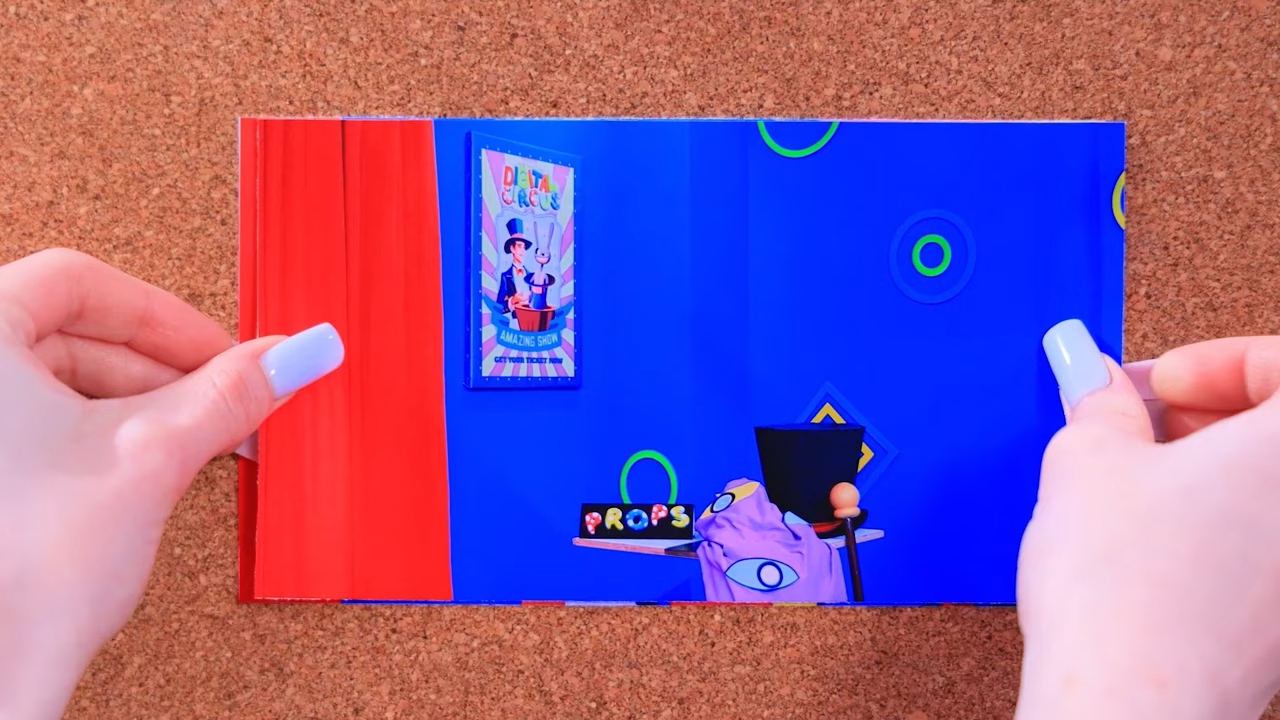 DIGITAL
CIRCUS
AMAZING SHOW
GET YOUR TICKET NOW
PROPS